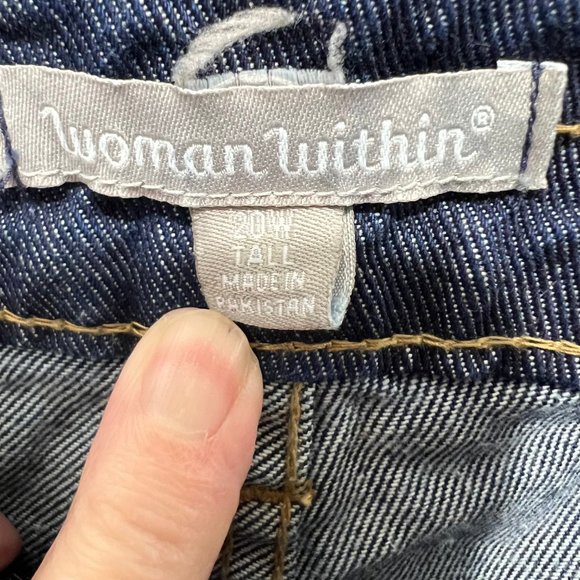 Woman Within®
20W
TALL
MADE IN
PAKISTAN